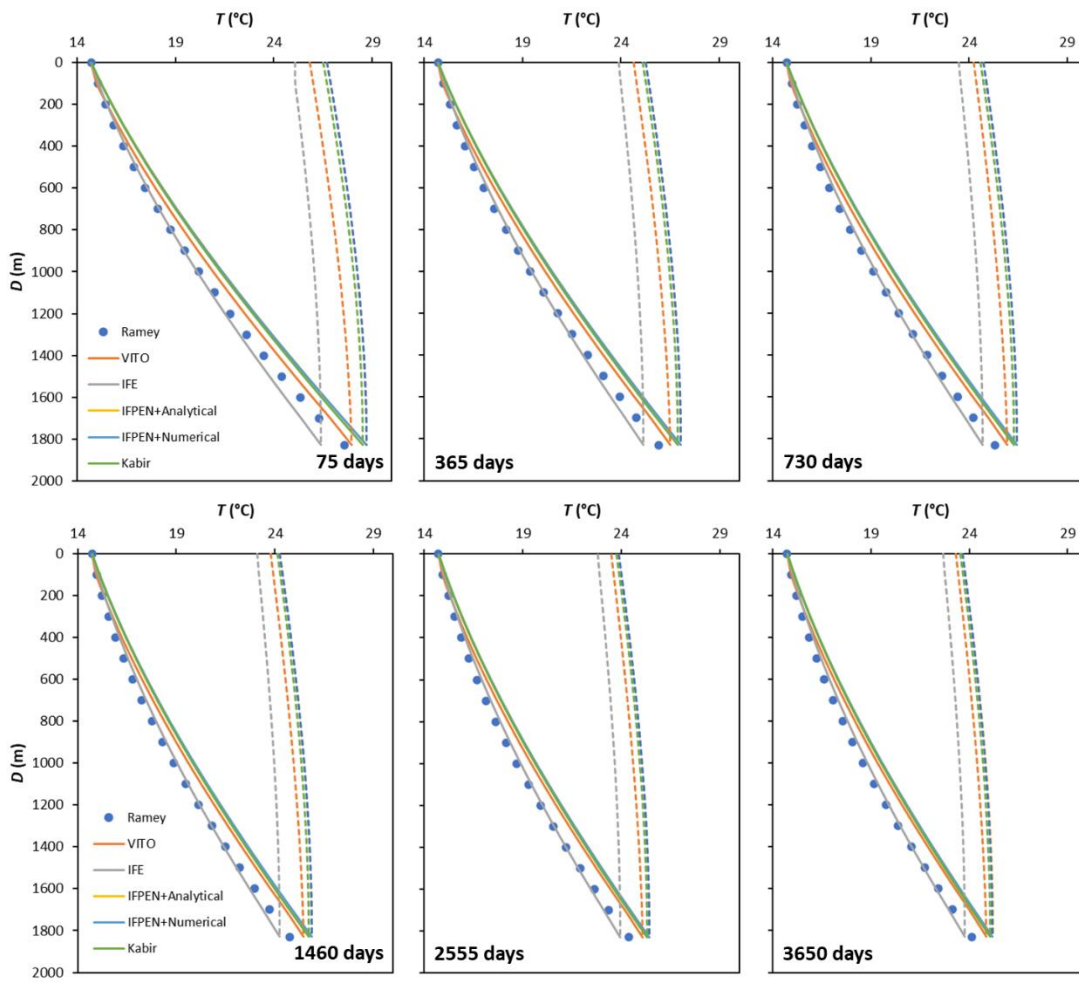 T (°C)
T (°C)
T (°C)
14 19 24 29
14 19 24 29
14 19 24 29
D (m)
0
200
400
600
800
1000
1200
1400
1600
1800
2000
Ramey
VITO
IFE
IFPEN+Analytical
IFPEN+Numerical
Kabir
75 days
365 days
730 days
T (°C)
T (°C)
T (°C)
14 19 24 29
14 19 24 29
14 19 24 29
D (m)
0
200
400
600
800
1000
1200
1400
1600
1800
2000
Ramey
VITO
IFE
IFPEN+Analytical
IFPEN+Numerical
Kabir
1460 days
2555 days
3650 days